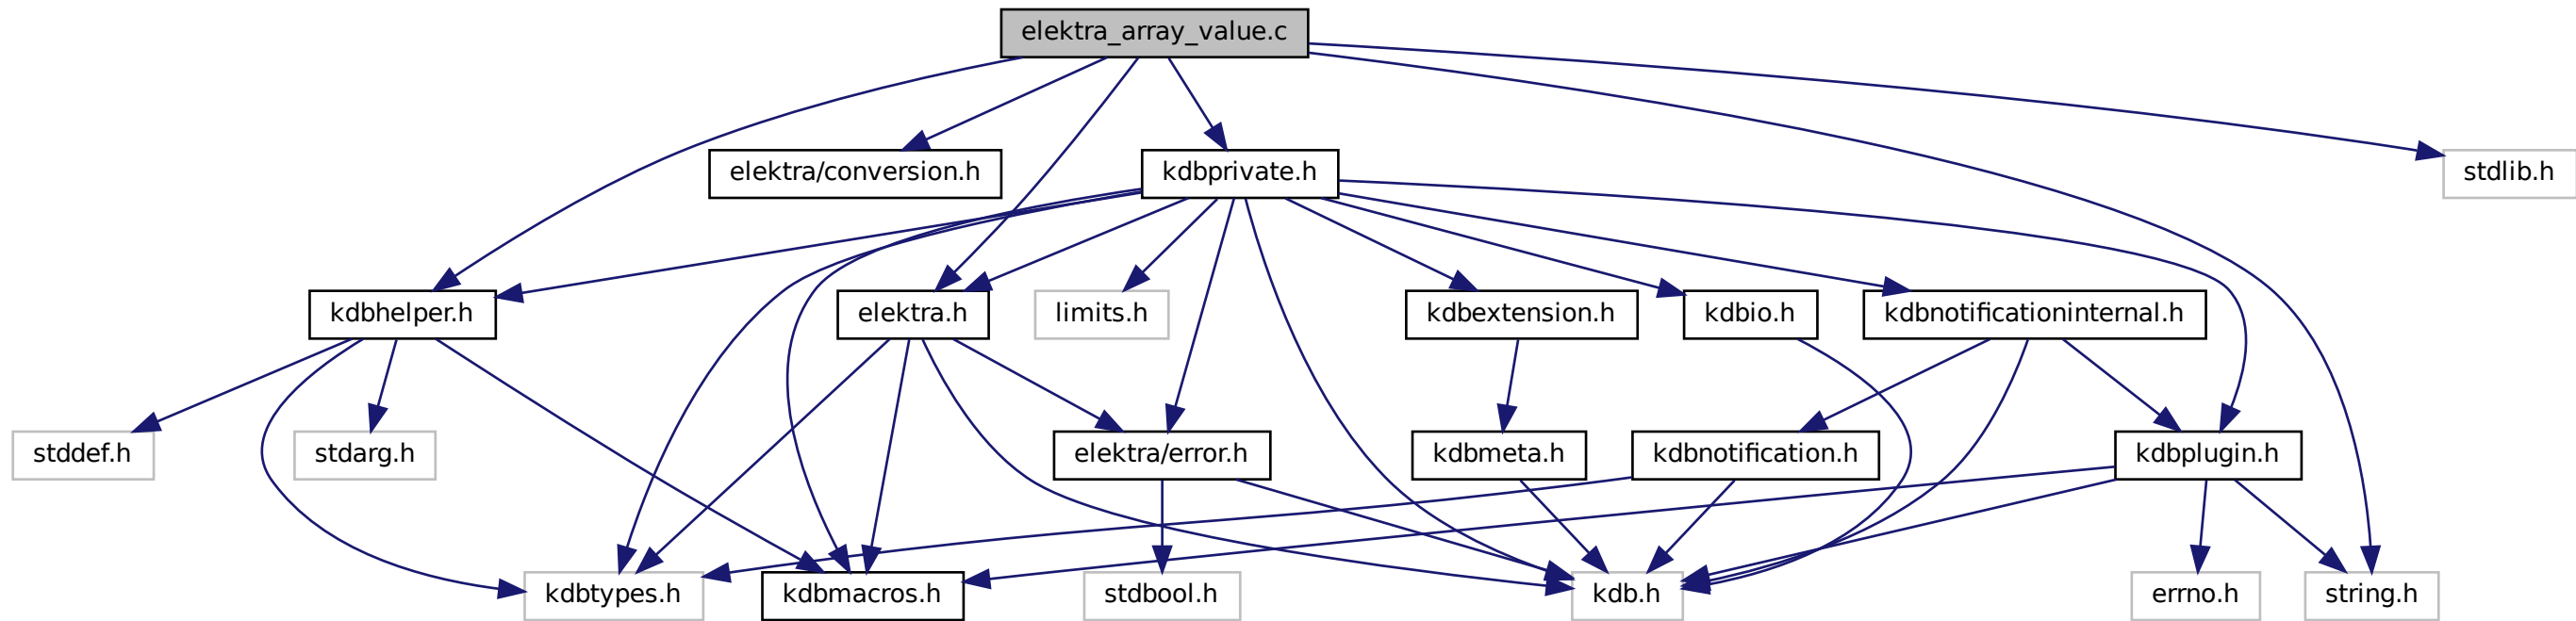 elektra_array_value.c
elektra/conversion.h
kdbprivate.h
stdlib.h
kdbhelper.h
elektra.h
limits.h
kdbextension.h
kdbio.h
kdbnotificationinternal.h
stddef.h
stdarg.h
elektra/error.h
kdbmeta.h
kdbnotification.h
kdbplugin.h
kdbtypes.h
kdbmacros.h
stdbool.h
kdb.h
errno.h
string.h